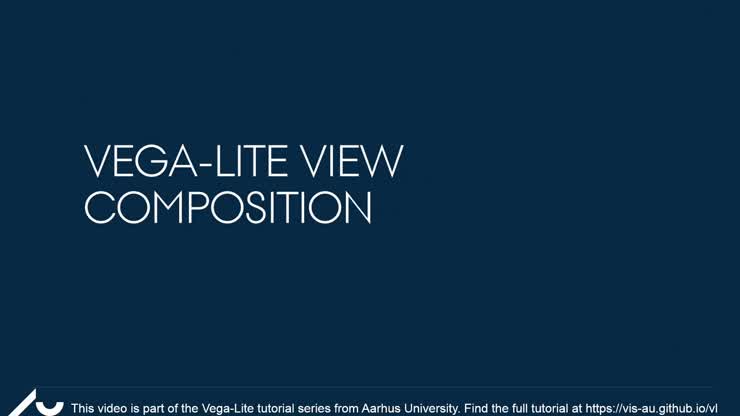 VEGA-LITE VIEW
COMPOSITION
This video is part of the Vega-Lite tutorial series from Aarhus University. Find the full tutorial at https://vis-au.github.io/vl